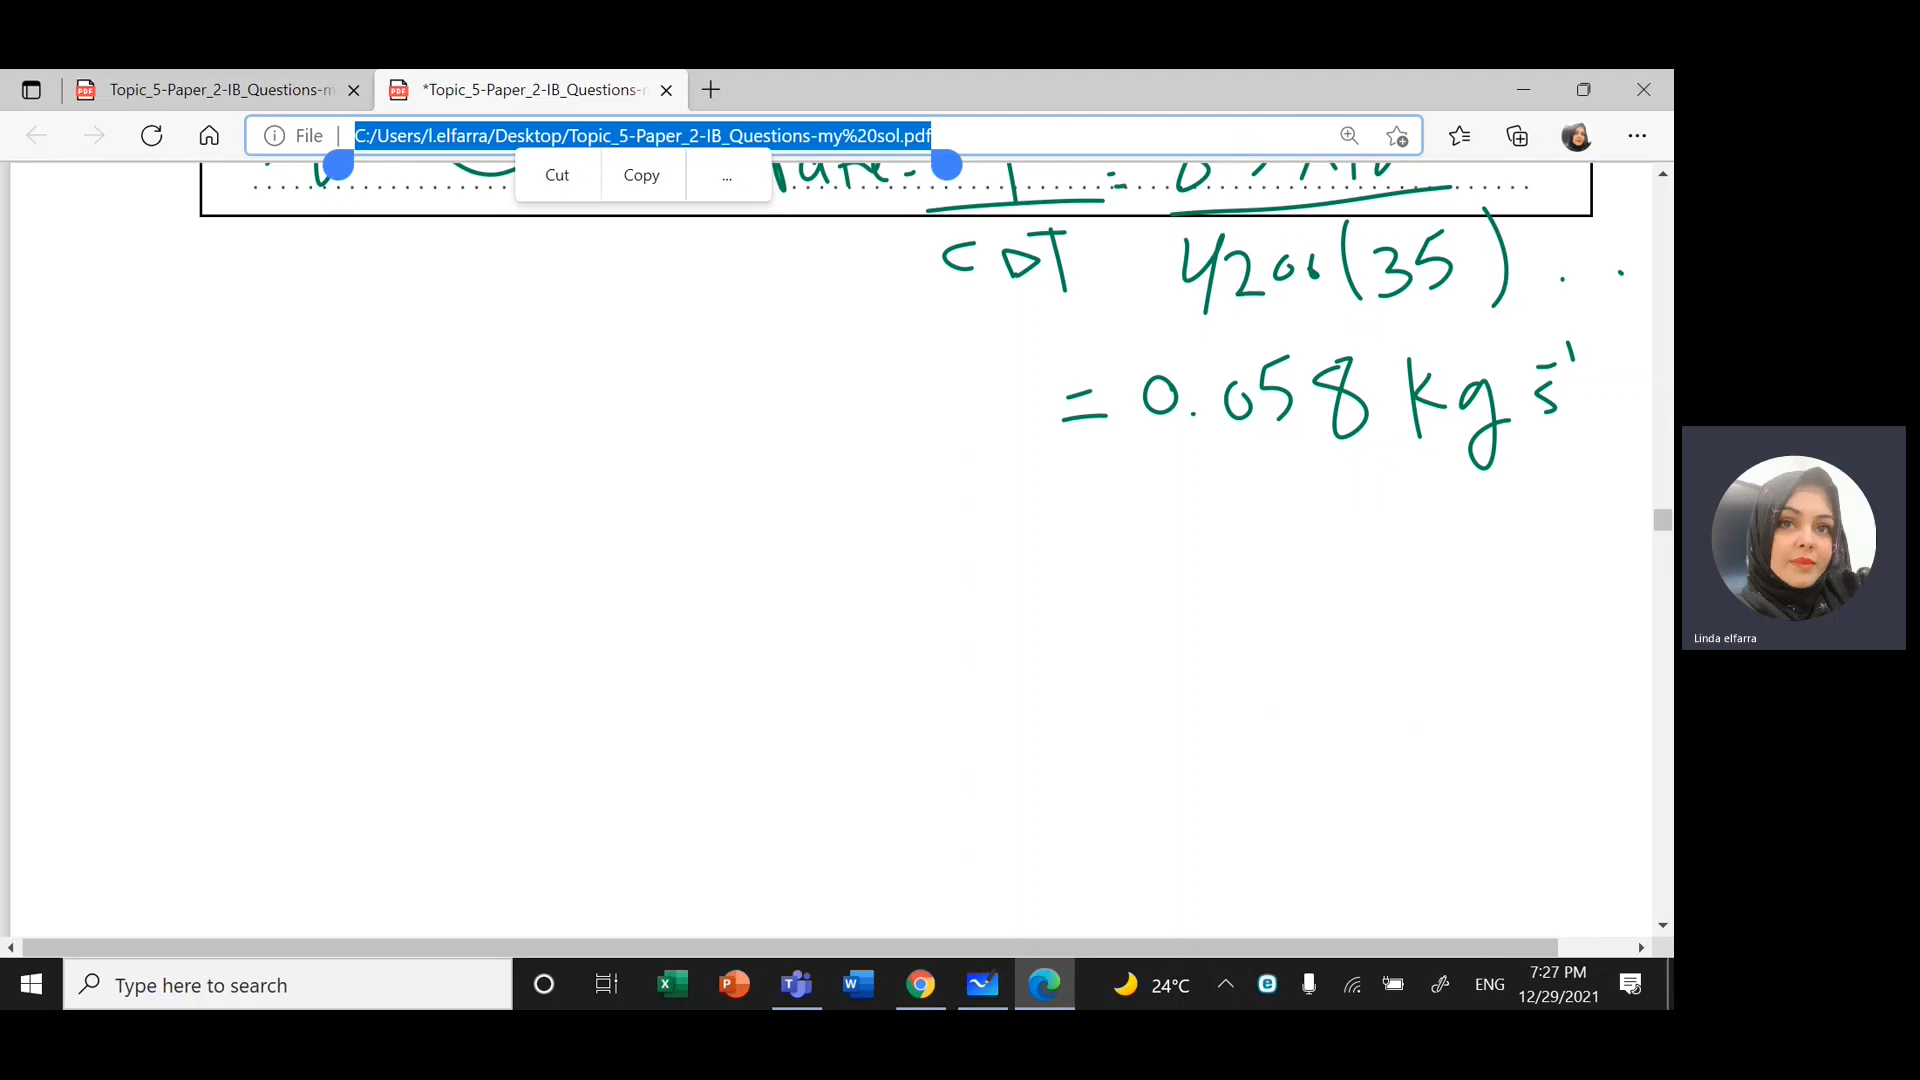 Topic_5-Paper_2-IB_Questions-m
*Topic_5-Paper_2-IB_Questions-
File
C:/Users/l.elfarra/Desktop/Topic_5-Paper_2-IB_Questions-my%20sol.pdf
Cut
Copy
...
C ΔT 4200(35)
= 0.058 kg s⁻¹
Linda elfarra
Type here to search
24°C
ENG
7:27 PM
12/29/2021